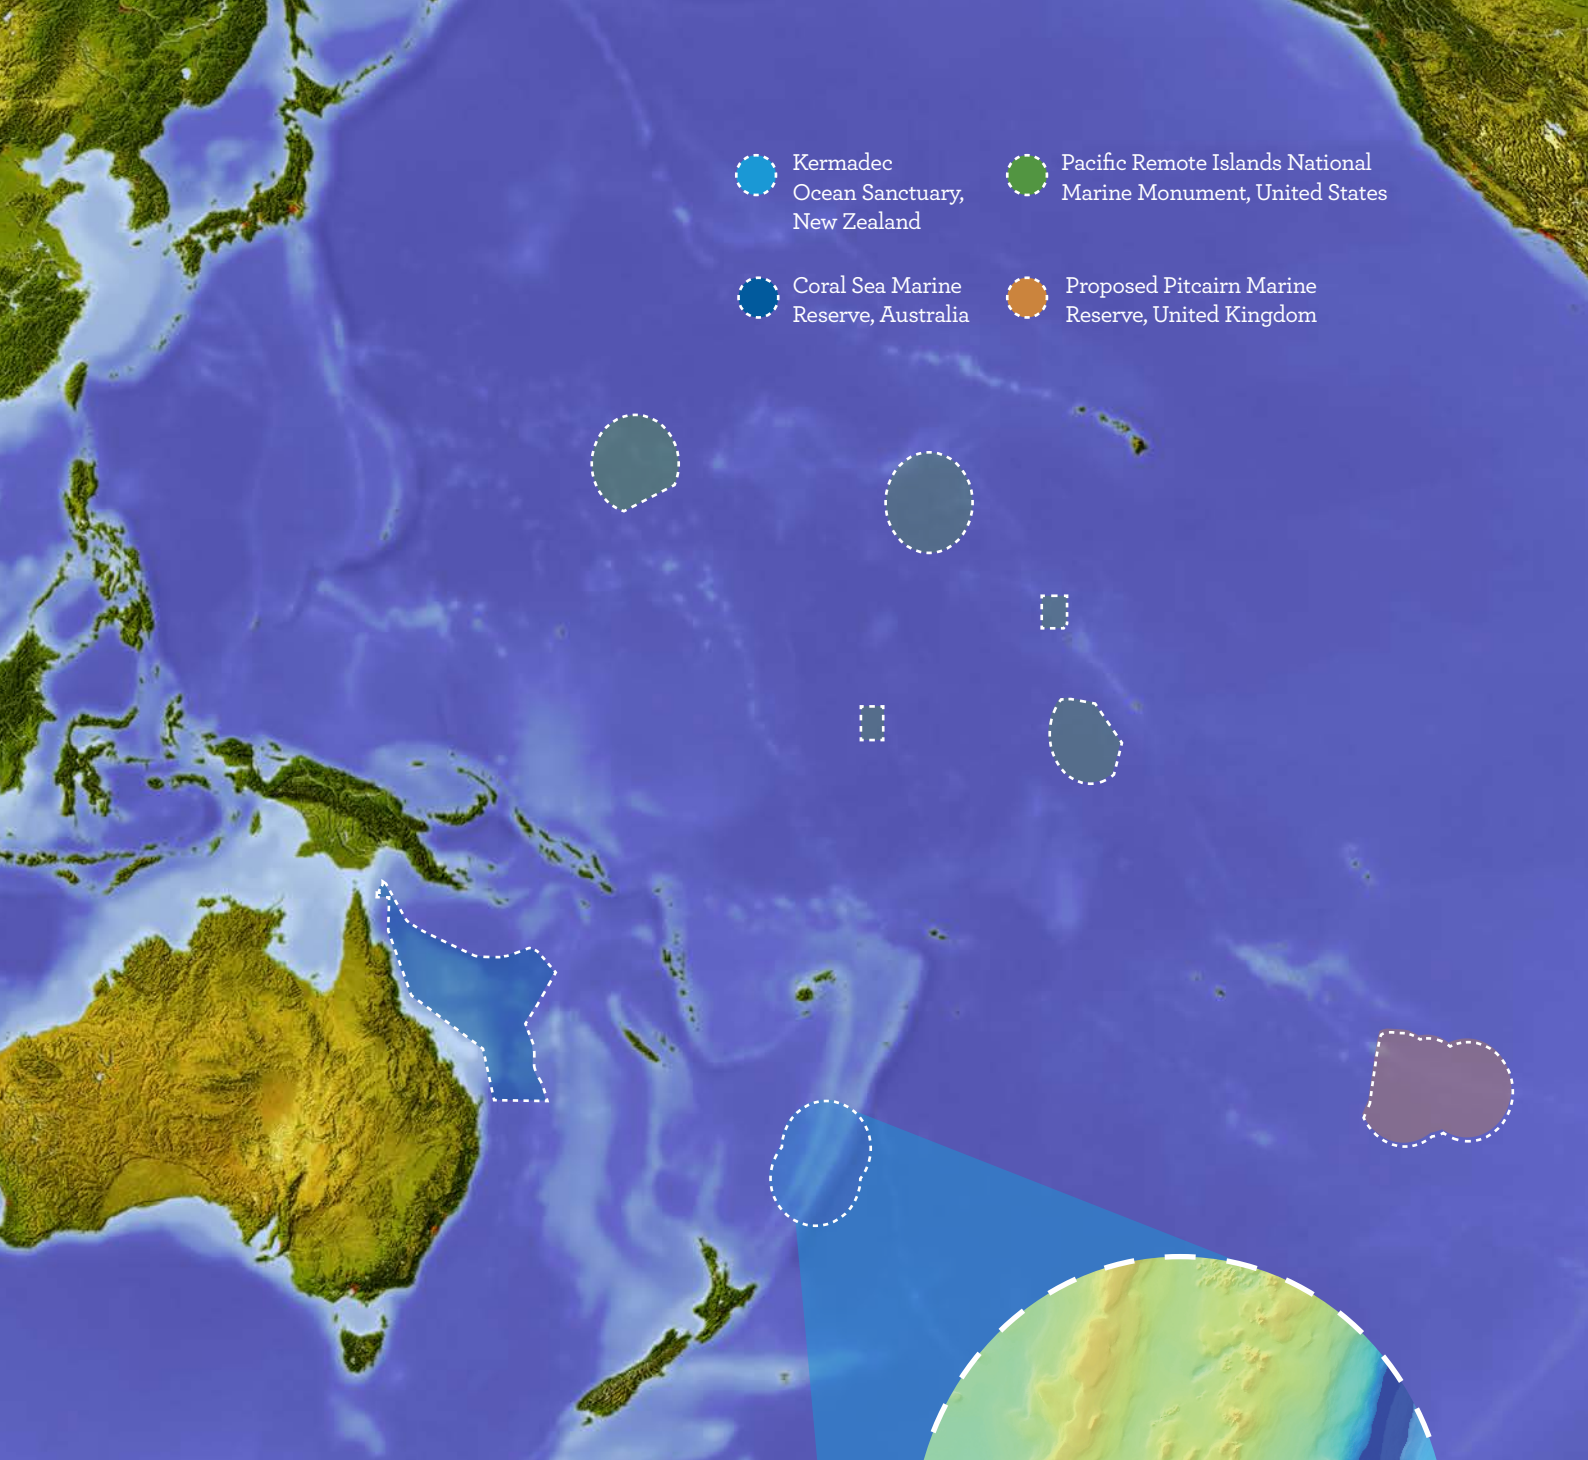 Kermadec
Ocean Sanctuary,
New Zealand
Pacific Remote Islands National
Marine Monument, United States
Coral Sea Marine
Reserve, Australia
Proposed Pitcairn Marine
Reserve, United Kingdom